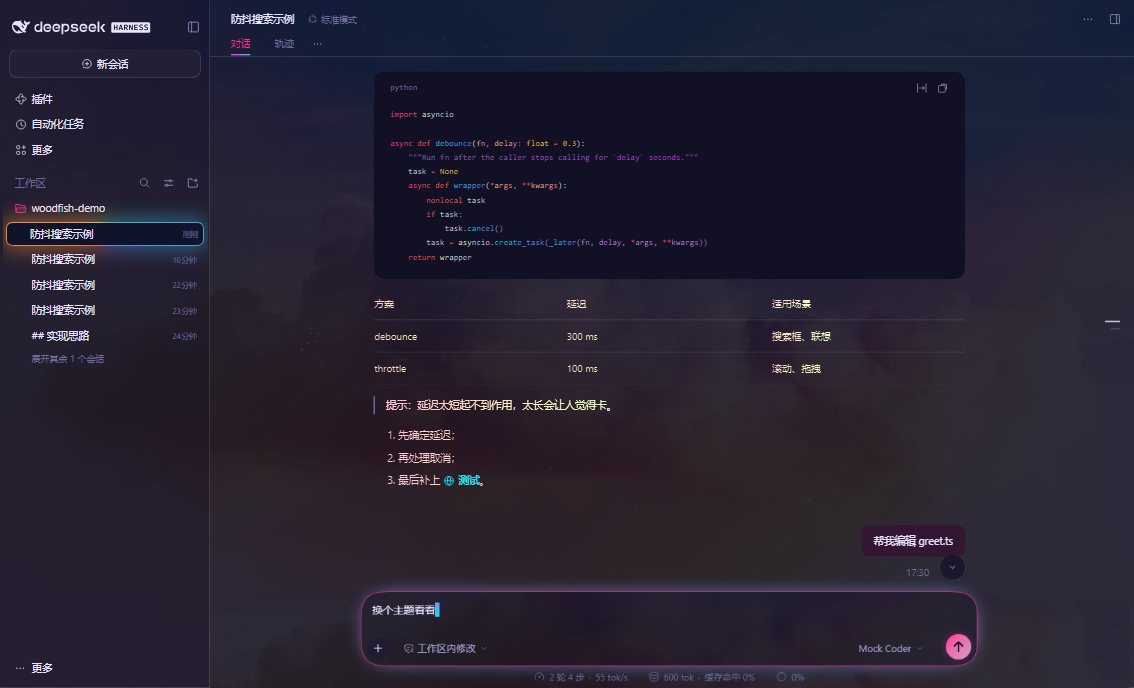 deepseek HARNESS
新会话
插件
自动化任务
更多
工作区
woodfish-demo
防抖搜索示例 刚刚
防抖搜索示例 16分钟
防抖搜索示例 22分钟
防抖搜索示例 23分钟
## 实现思路 24分钟
展开其余 1 个会话
··· 更多
防抖搜索示例 标准模式 ···
对话 轨迹 ···
python
import asyncio
async def debounce(fn, delay: float = 0.3):
    """Run fn after the caller stops calling for `delay` seconds."""
    task = None
    async def wrapper(*args, **kwargs):
        nonlocal task
        if task:
            task.cancel()
        task = asyncio.create_task(_later(fn, delay, *args, **kwargs))
    return wrapper
方案 延迟 适用场景
debounce 300 ms 搜索框、联想
throttle 100 ms 滚动、拖拽
提示：延迟太短起不到作用，太长会让人觉得卡。
1. 先确定延迟；
2. 再处理取消；
3. 最后补上 测试。
帮我编辑 greet.ts
17:30
换个主题看看
+ 工作区内修改 Mock Coder
2 轮 4 步 · 55 tok/s 600 tok · 缓存命中 0% 0%